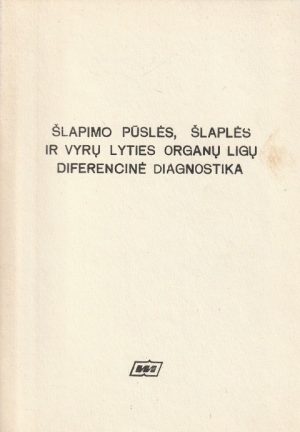 ŠLAPIMO PŪSLĖS, ŠLAPLĖS
IR VYRŲ LYTIES ORGANŲ LIGŲ
DIFERENCINĖ DIAGNOSTIKA